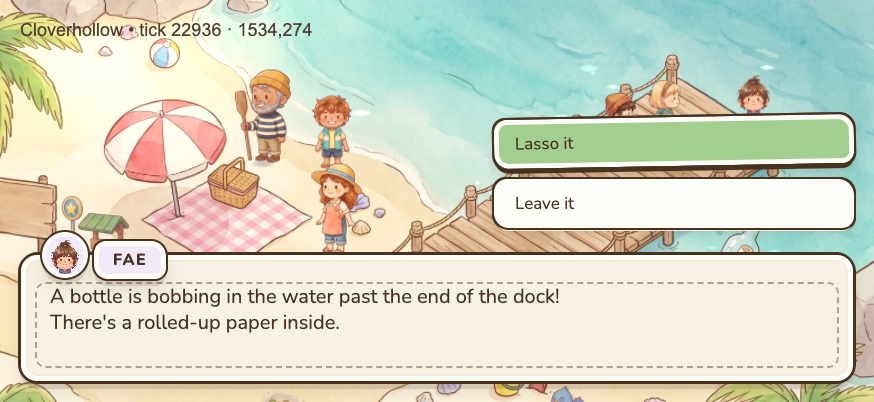 Cloverhollow • tick 22936 · 1534,274
Lasso it
Leave it
FAE
A bottle is bobbing in the water past the end of the dock!
There's a rolled-up paper inside.